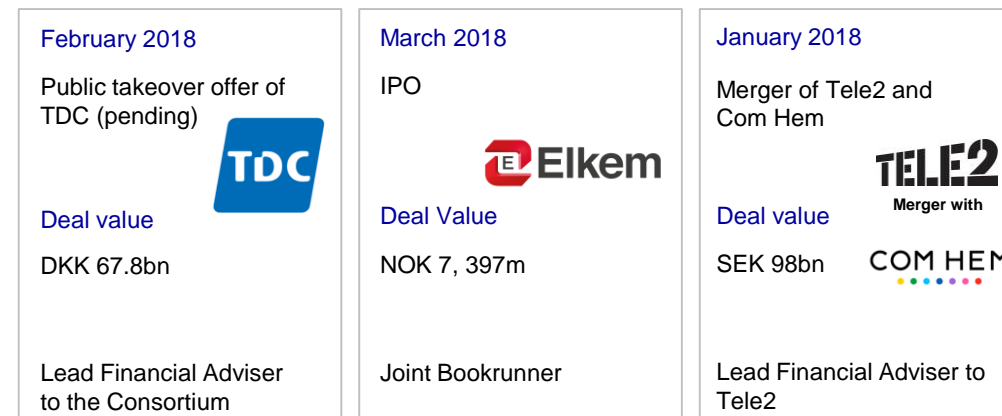 February 2018
Public takeover offer of
TDC (pending)
TDC
Deal value
DKK 67.8bn
Lead Financial Adviser
to the Consortium
March 2018
IPO
E Elkem
Deal Value
NOK 7, 397m
Joint Bookrunner
January 2018
Merger of Tele2 and
Com Hem
TELE2
Merger with
Deal value
SEK 98bn
COM HEM
Lead Financial Adviser to
Tele2